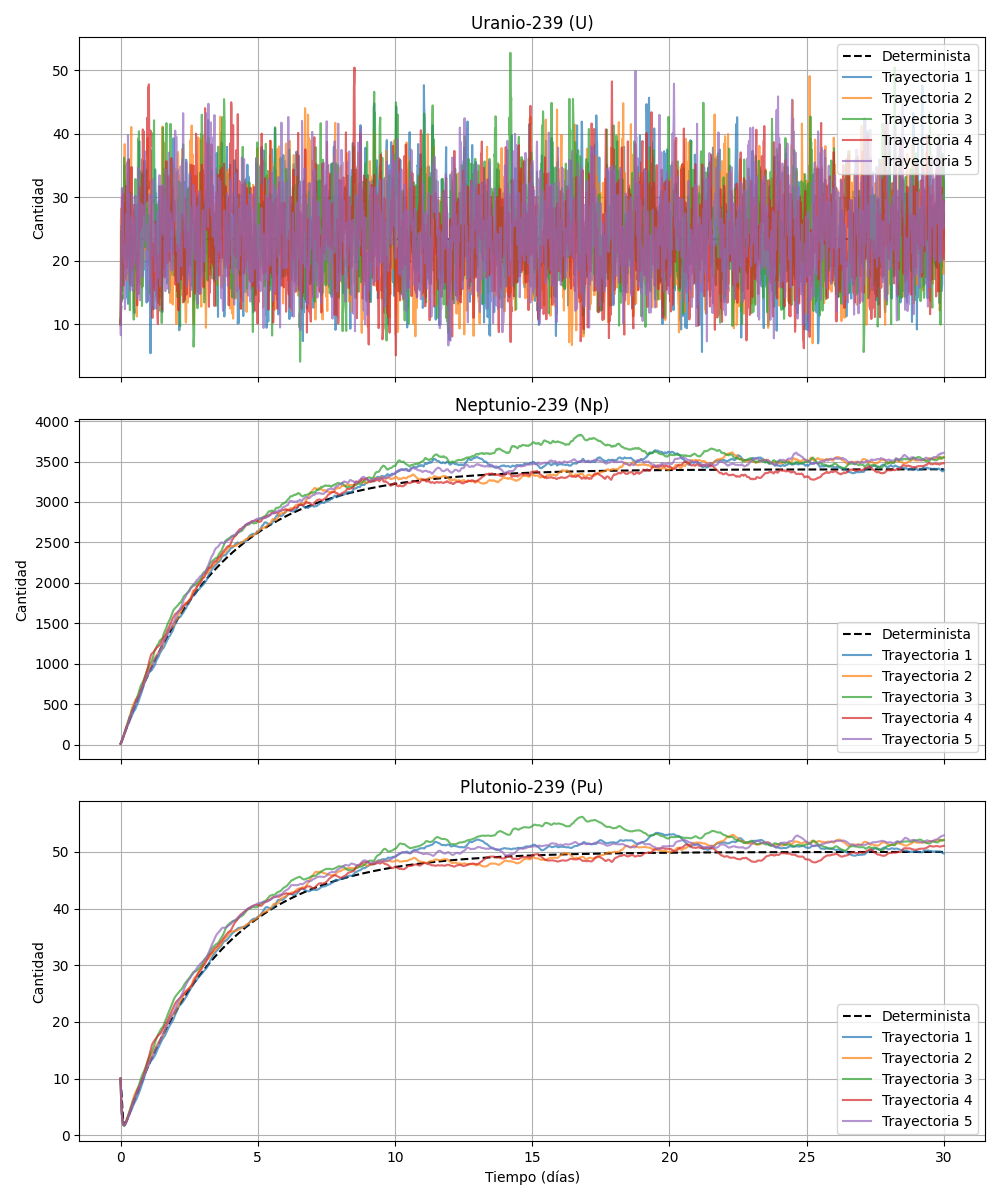 Uranio-239 (U)
Cantidad
50
40
30
20
10
Determinista
Trayectoria 1
Trayectoria 2
Trayectoria 3
Trayectoria 4
Trayectoria 5
Neptunio-239 (Np)
Cantidad
4000
3500
3000
2500
2000
1500
1000
500
0
Determinista
Trayectoria 1
Trayectoria 2
Trayectoria 3
Trayectoria 4
Trayectoria 5
Plutonio-239 (Pu)
Cantidad
50
40
30
20
10
0
Determinista
Trayectoria 1
Trayectoria 2
Trayectoria 3
Trayectoria 4
Trayectoria 5
0 5 10 15 20 25 30
Tiempo (días)